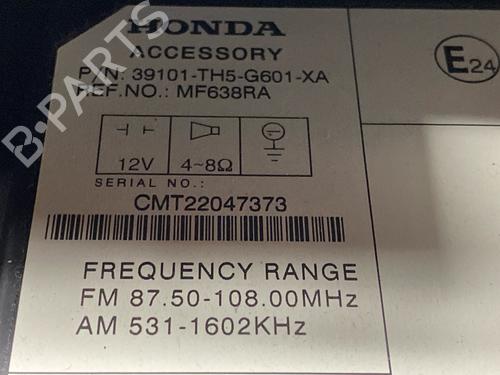 HONDA
ACCESSORY
P/N: 39101-TH5-G601-XA
REF.NO.: MF638RA
E24
12V 4~8Ω
SERIAL NO.:
CMT22047373
FREQUENCY RANGE
FM 87.50-108.00MHz
AM 531-1602KHz
B-PARTS